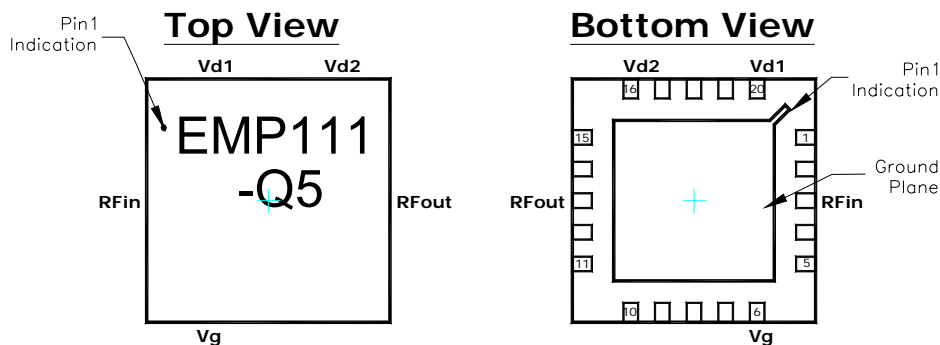 Top View
Pin1
Indication
Vd1
Vd2
EMP111
-Q5
RFin
RFout
Vg
Bottom View
Vd2
Vd1
Pin1
Indication
16
20
15
1
Ground
Plane
RFout
RFin
11
5
10
6
Vg